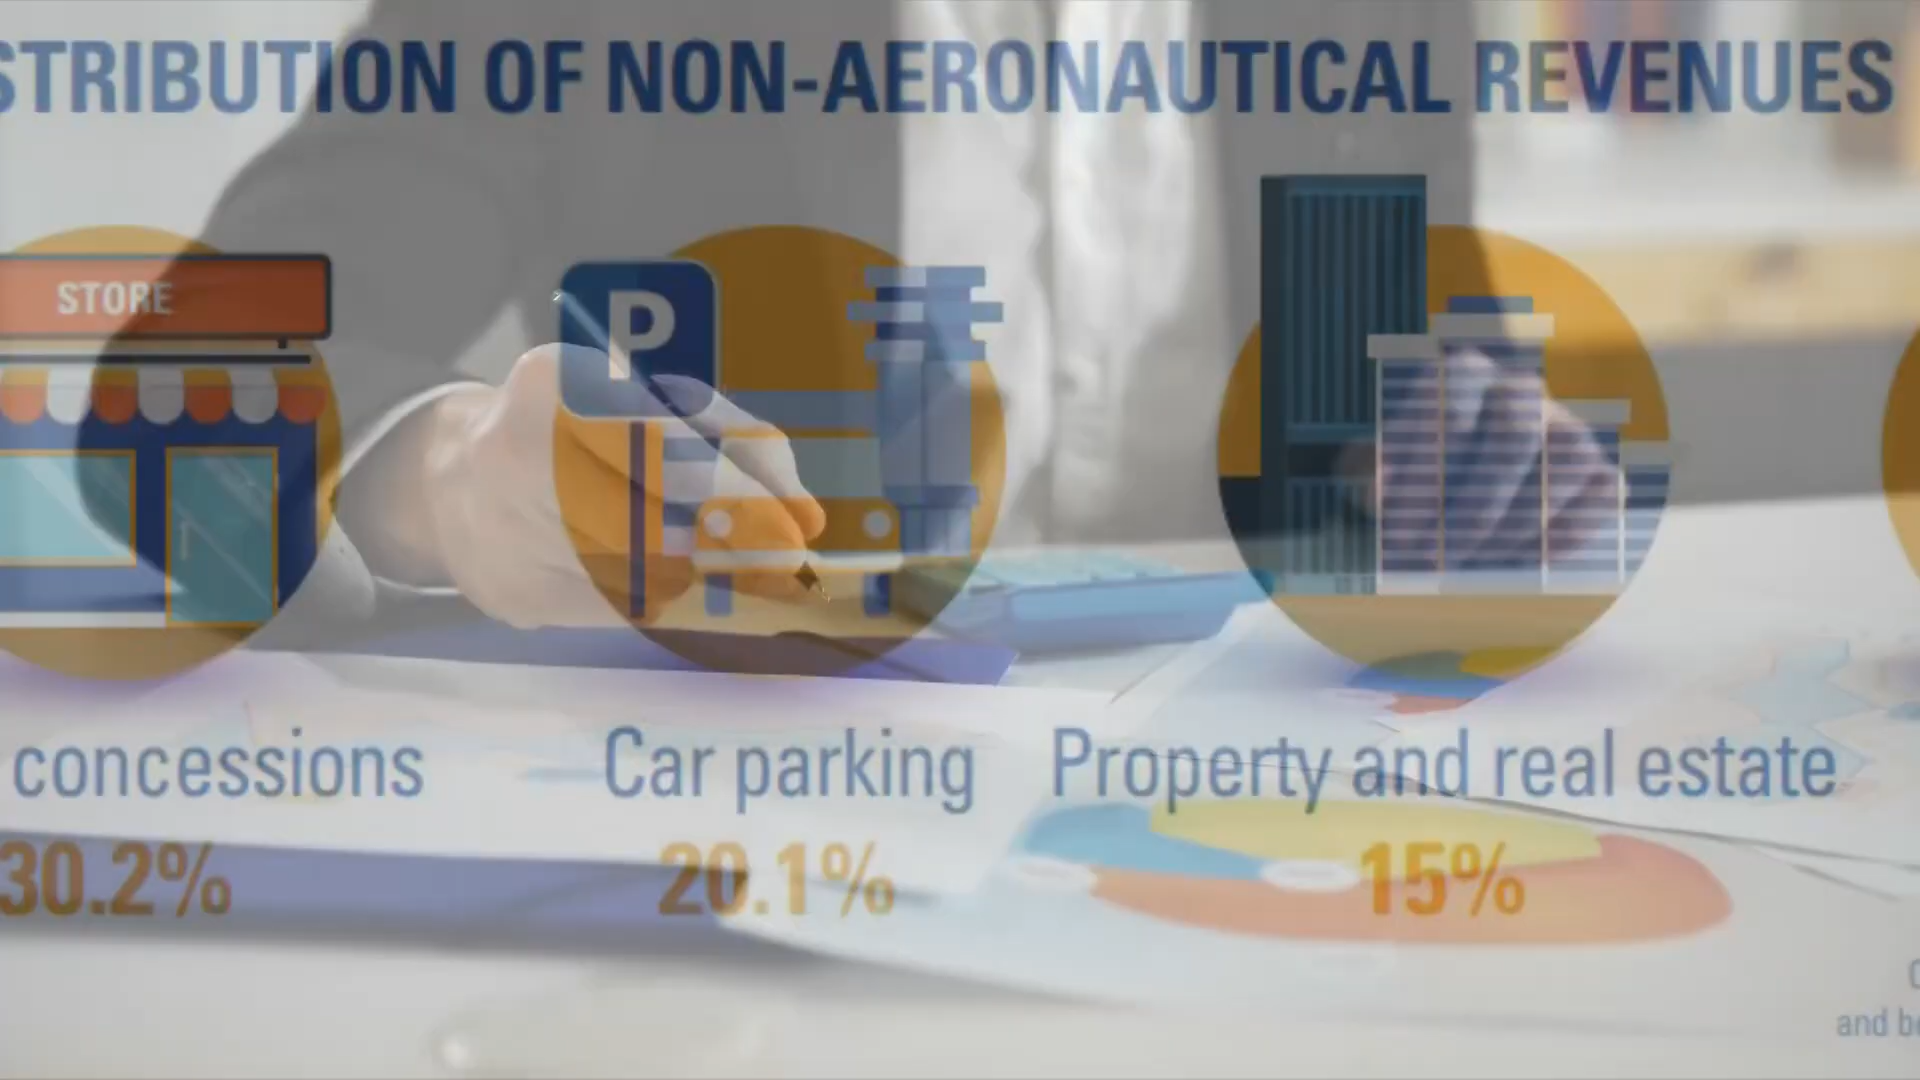 STRIBUTION OF NON-AERONAUTICAL REVENUES
STORE
P
concessions
Car parking
Property and real estate
30.2%
20.1%
15%
and be